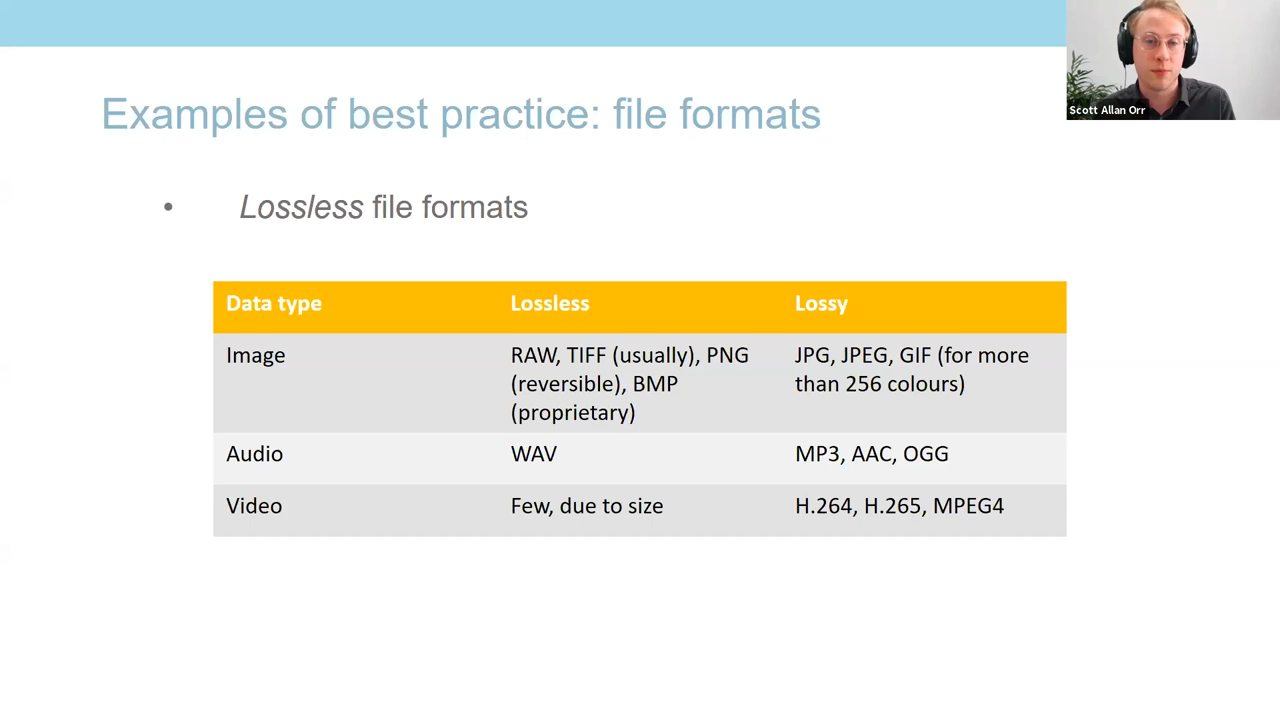 Scott Allan Orr
Examples of best practice: file formats
• Lossless file formats
Data type Lossless Lossy
Image RAW, TIFF (usually), PNG JPG, JPEG, GIF (for more
(reversible), BMP than 256 colours)
(proprietary)
Audio WAV MP3, AAC, OGG
Video Few, due to size H.264, H.265, MPEG4